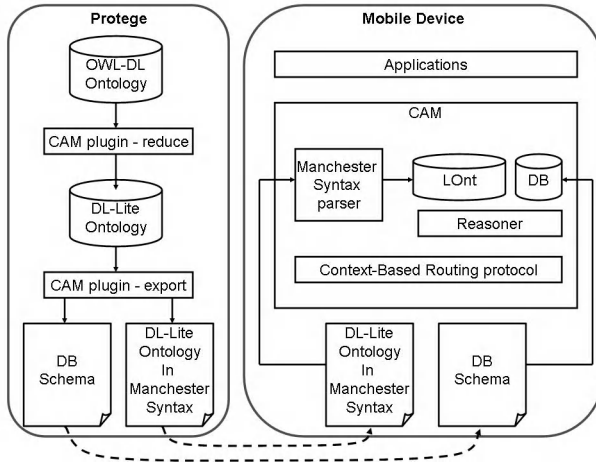 Protege
OWL-DL
Ontology
CAM plugin - reduce
DL-Lite
Ontology
CAM plugin - export
DB
Schema
DL-Lite
Ontology
In
Manchester
Syntax
Mobile Device
Applications
CAM
Manchester
Syntax
parser
LOnt
DB
Reasoner
Context-Based Routing protocol
DL-Lite
Ontology
In
Manchester
Syntax
DB
Schema